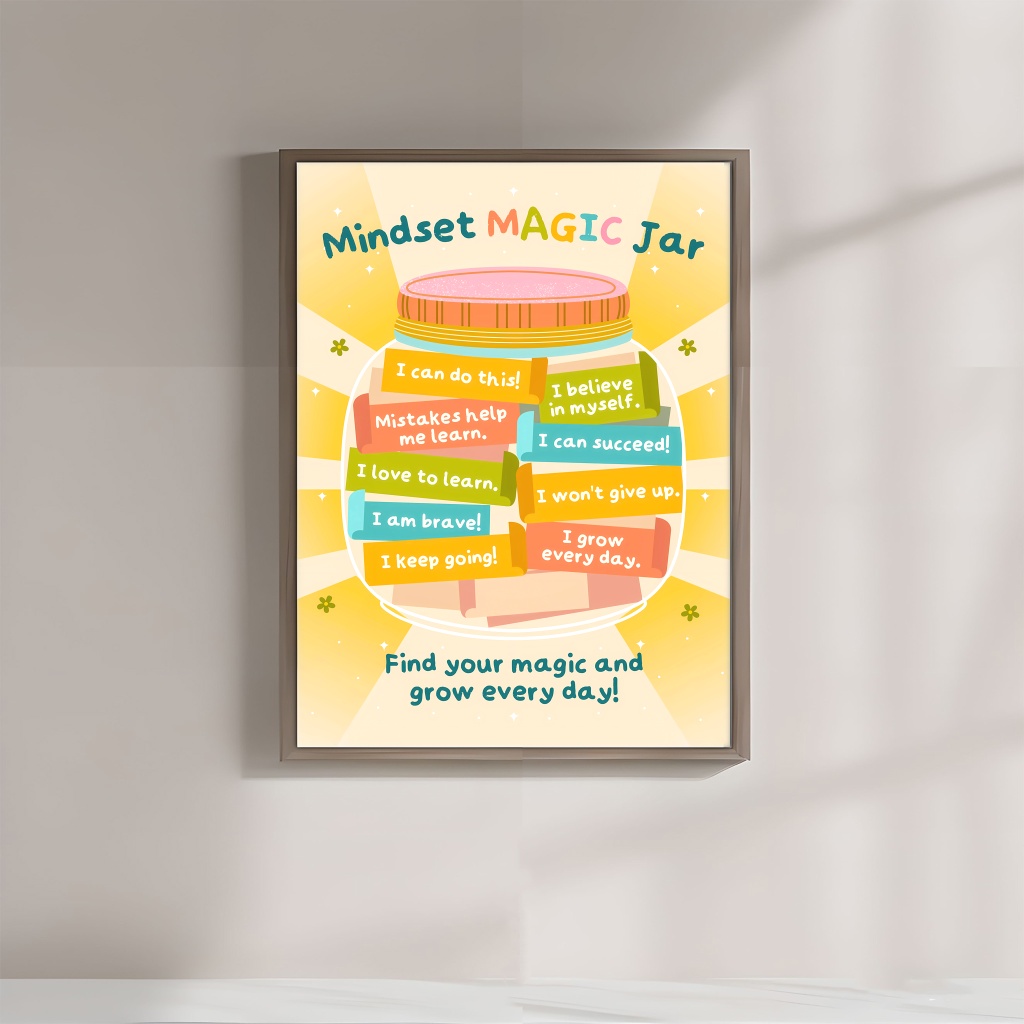 Mindset MAGIC Jar
I can do this!
I believe
in myself.
Mistakes help
me learn.
I can succeed!
I love to learn.
I won't give up.
I am brave!
I grow
every day.
I keep going!
Find your magic and
grow every day!